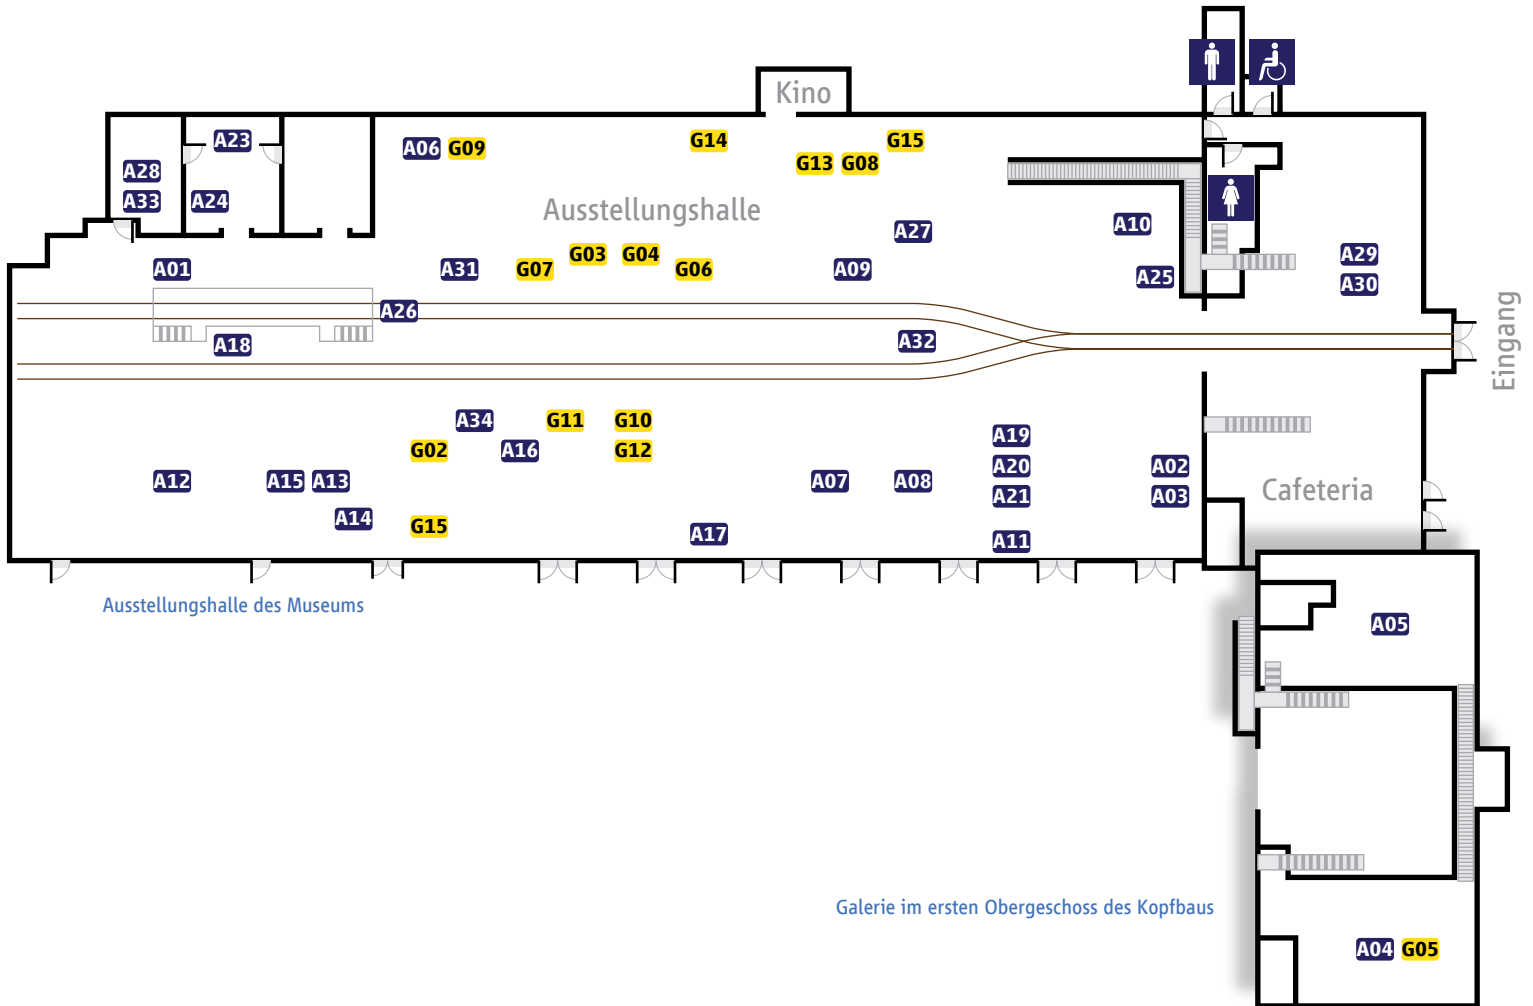 Kino
A23
A06 G09
G14
G15
G13 G08
A28
A33
A24
Ausstellungshalle
A27
A10
A01
A31
G07
G03
G04
G06
A09
A25
A29
A30
A26
A18
A32
Eingang
A34
G11
G10
G02
A16
G12
A19
A20
A21
A02
A03
A12
A15
A13
A07
A08
Cafeteria
A14
G15
A17
A11
Ausstellungshalle des Museums
A05
Galerie im ersten Obergeschoss des Kopfbaus
A04 G05